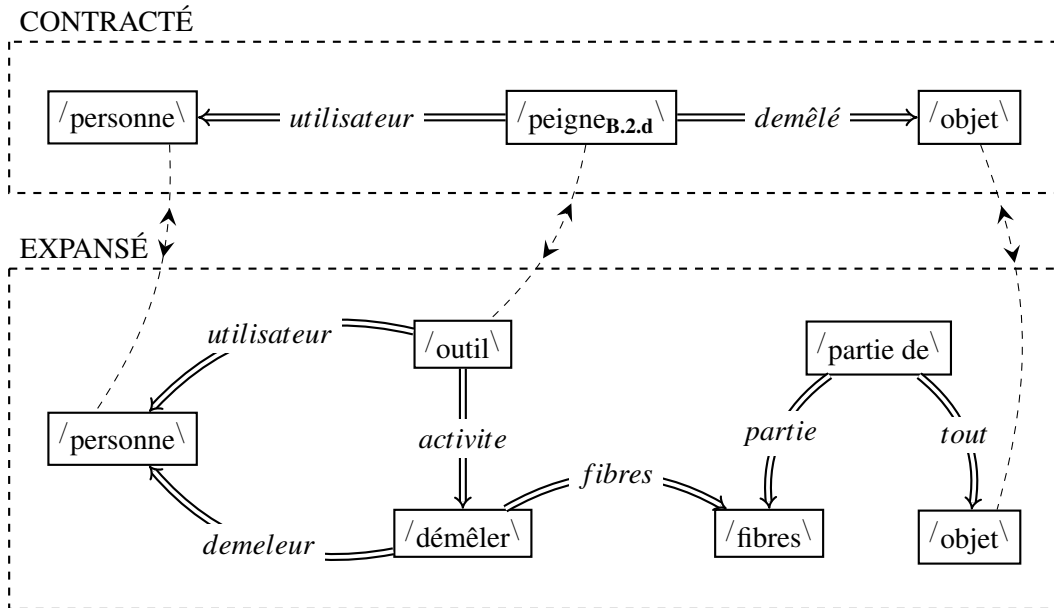 CONTRACTÉ
/personne\ utilisateur /peigneB.2.d\ demêlé /objet\
EXPANSÉ
utilisateur /outil\ /partie de\
/personne\ activite partie tout
fibres
demeleur /démêler\ /fibres\ /objet\